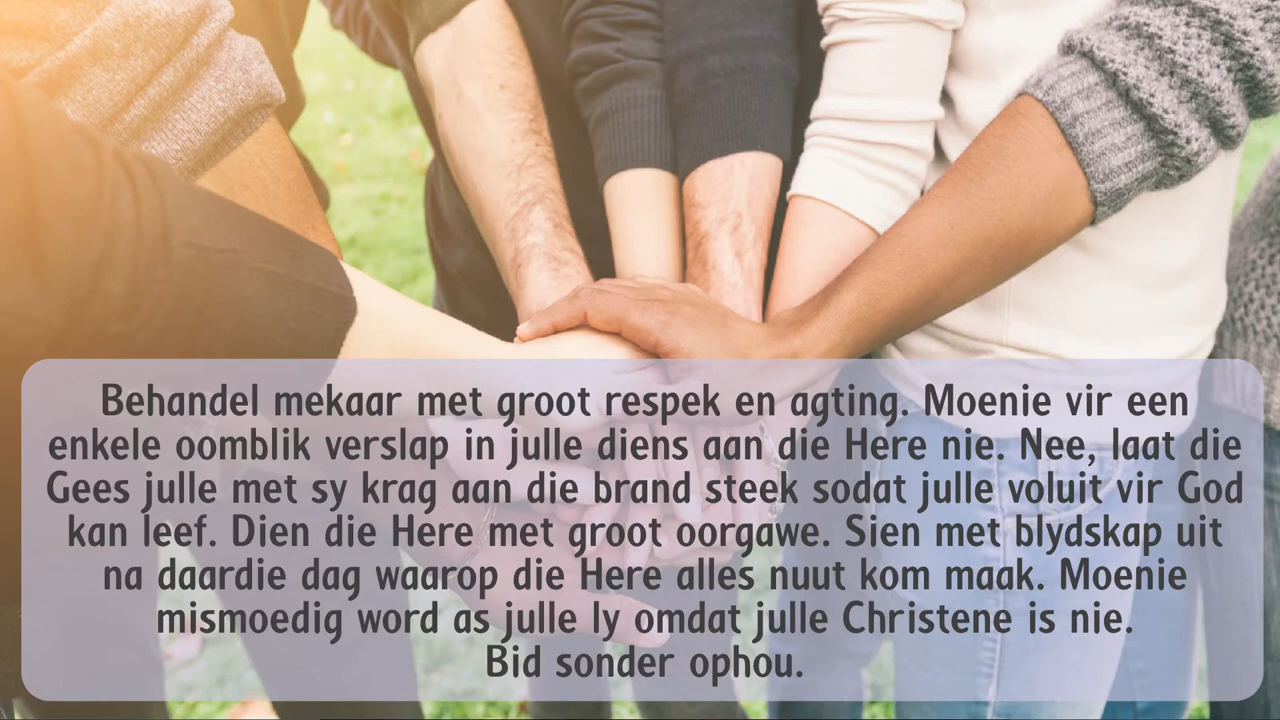 Behandel mekaar met groot respek en agting. Moenie vir een
enkele oomblik verslap in julle diens aan die Here nie. Nee, laat die
Gees julle met sy krag aan die brand steek sodat julle voluit vir God
kan leef. Dien die Here met groot oorgawe. Sien met blydskap uit
na daardie dag waarop die Here alles nuut kom maak. Moenie
mismoedig word as julle ly omdat julle Christene is nie.
Bid sonder ophou.